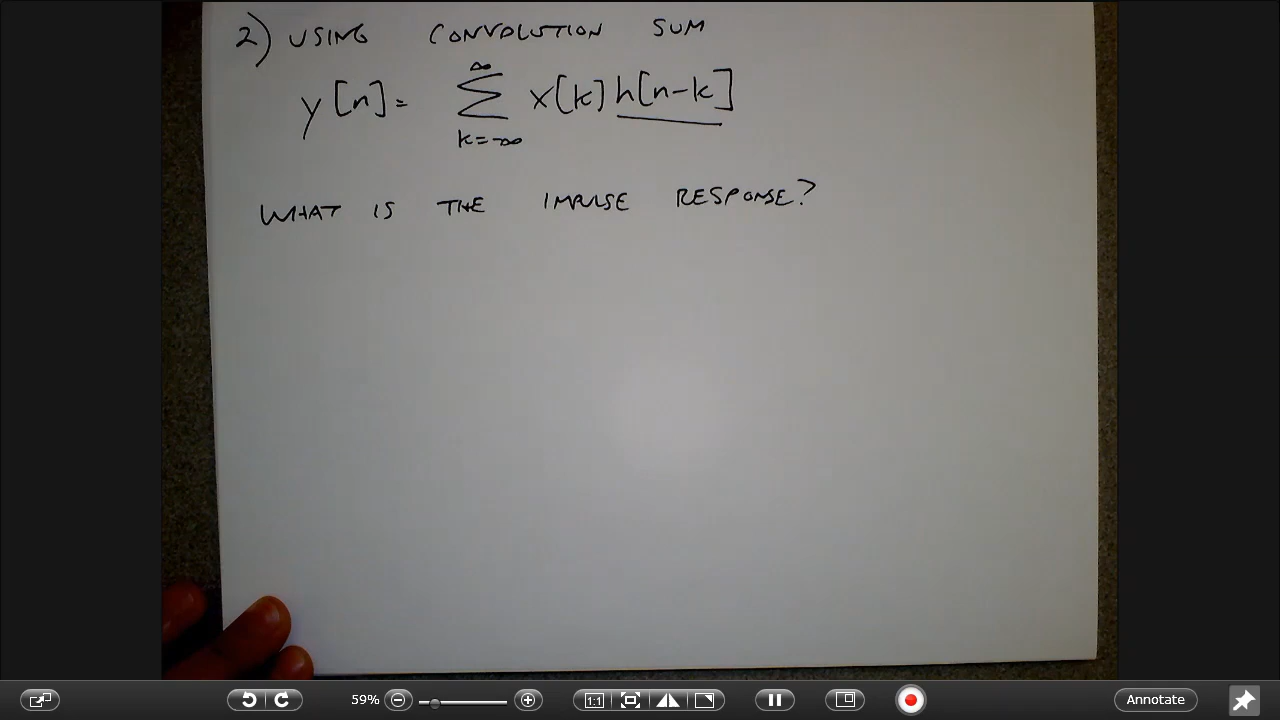 2) USING CONVOLUTION SUM
y[n] = ∞ Σ k=-∞ x[k] h[n-k]
WHAT IS THE IMPULSE RESPONSE?
59%
1:1
Annotate